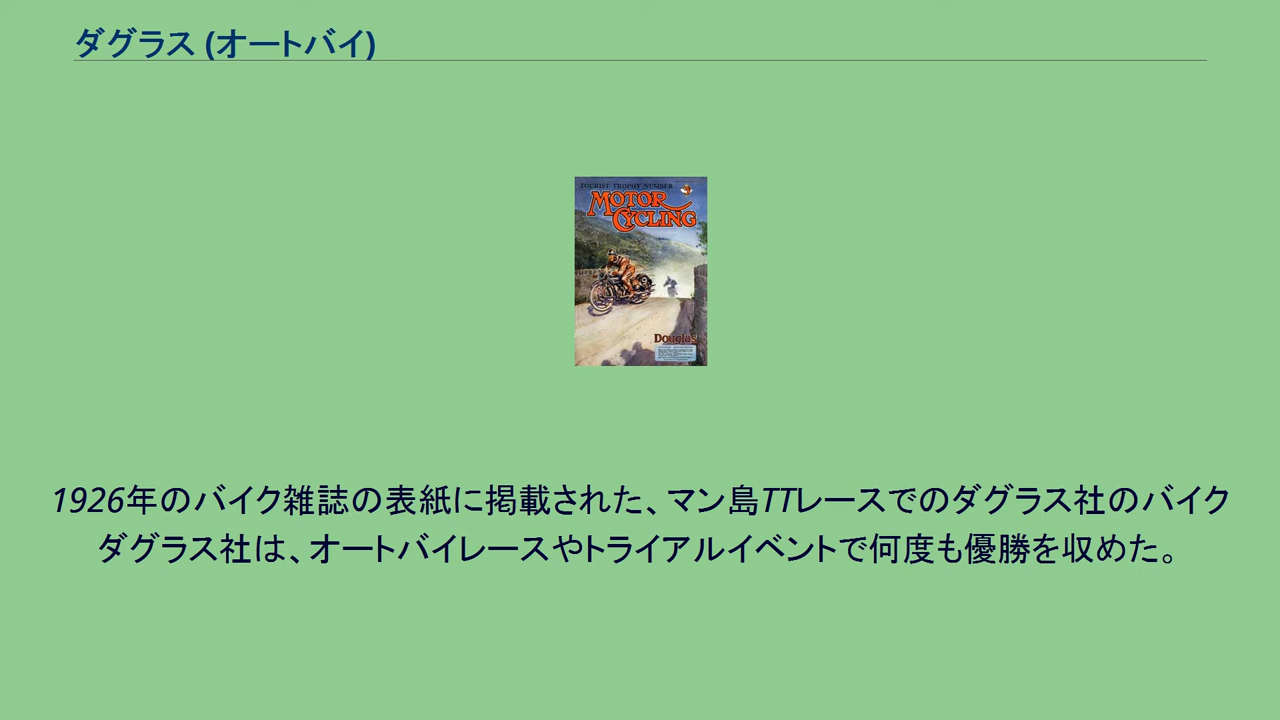 ダグラス (オートバイ)
TOURIST TROPHY NUMBER
MOTOR
CYCLING
Douglas
1926年のバイク雑誌の表紙に掲載された、マン島TTレースでのダグラス社のバイク
ダグラス社は、オートバイレースやトライアルイベントで何度も優勝を収めた。